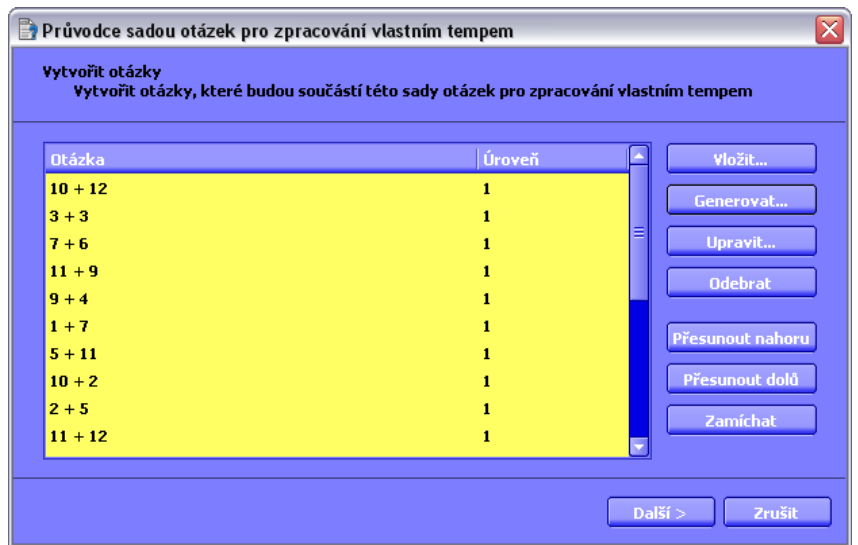 Průvodce sadou otázek pro zpracování vlastním tempem
Vytvořit otázky
Vytvořit otázky, které budou součástí této sady otázek pro zpracování vlastním tempem
Otázka Úroveň
10 + 12 1
3 + 3 1
7 + 6 1
11 + 9 1
9 + 4 1
1 + 7 1
5 + 11 1
10 + 2 1
2 + 5 1
11 + 12 1
Vložit...
Generovat...
Upravit...
Odebrat
Přesunout nahoru
Přesunout dolů
Zamíchat
Další > Zrušit